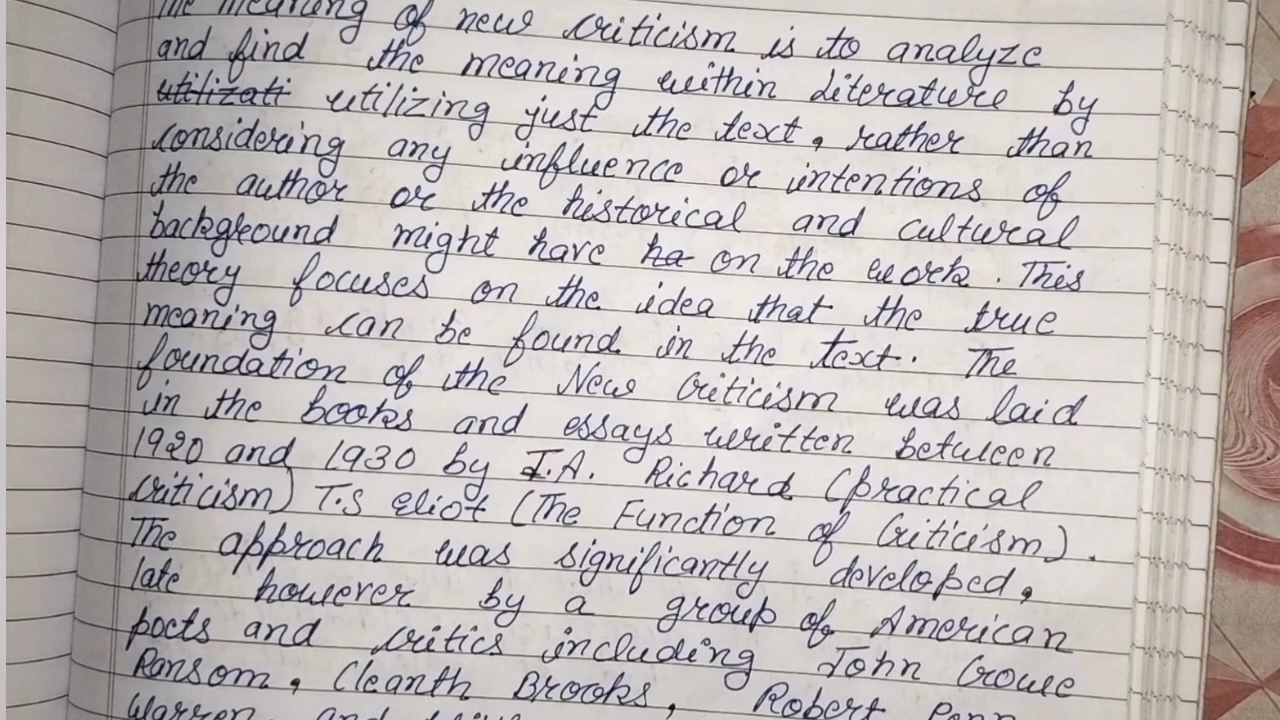 The meaning of new criticism is to analyze
and find the meaning within literature by
utilizati utilizing just the text, rather than
considering any influence or intentions of
the author or the historical and cultural
background might have ha on the work. This
theory focuses on the idea that the true
meaning can be found in the text. The
foundation of the New Criticism was laid
in the books and essays written between
1920 and 1930 by I.A. Richard (practical
criticism) T.S Eliot (The Function of Criticism).
The approach was significantly developed,
late however by a group of American
poets and critics including John Crowe
Ransom, Cleanth Brooks, Robert Penn
Warren, and